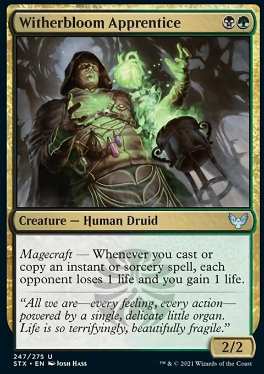 Witherbloom Apprentice
Creature — Human Druid
Magecraft — Whenever you cast or
copy an instant or sorcery spell, each
opponent loses 1 life and you gain 1 life.
"All we are—every feeling, every action—
powered by a single, delicate little organ.
Life is so terrifyingly, beautifully fragile."
2/2
247/275 U
STX • EN Josh Hass
™ & © 2021 Wizards of the Coast